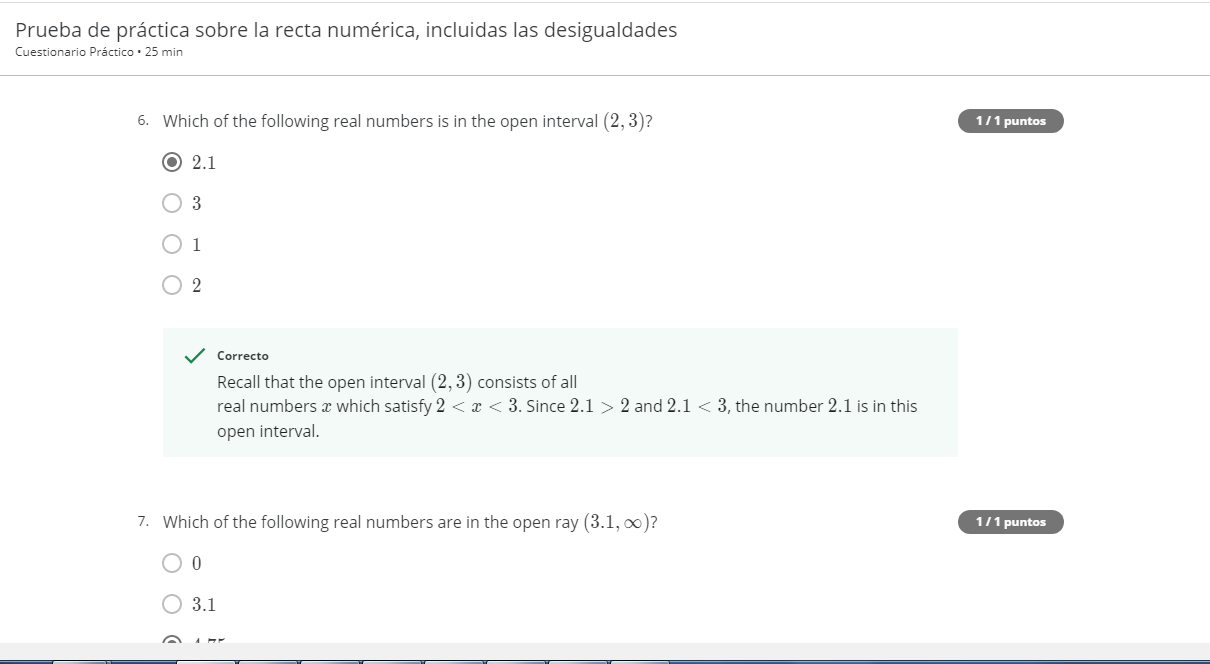 Prueba de práctica sobre la recta numérica, incluidas las desigualdades
Cuestionario Práctico • 25 min
6. Which of the following real numbers is in the open interval (2, 3)?
1 / 1 puntos
2.1
3
1
2
Correcto
Recall that the open interval (2, 3) consists of all
real numbers x which satisfy 2 < x < 3. Since 2.1 > 2 and 2.1 < 3, the number 2.1 is in this
open interval.
7. Which of the following real numbers are in the open ray (3.1, ∞)?
1 / 1 puntos
0
3.1